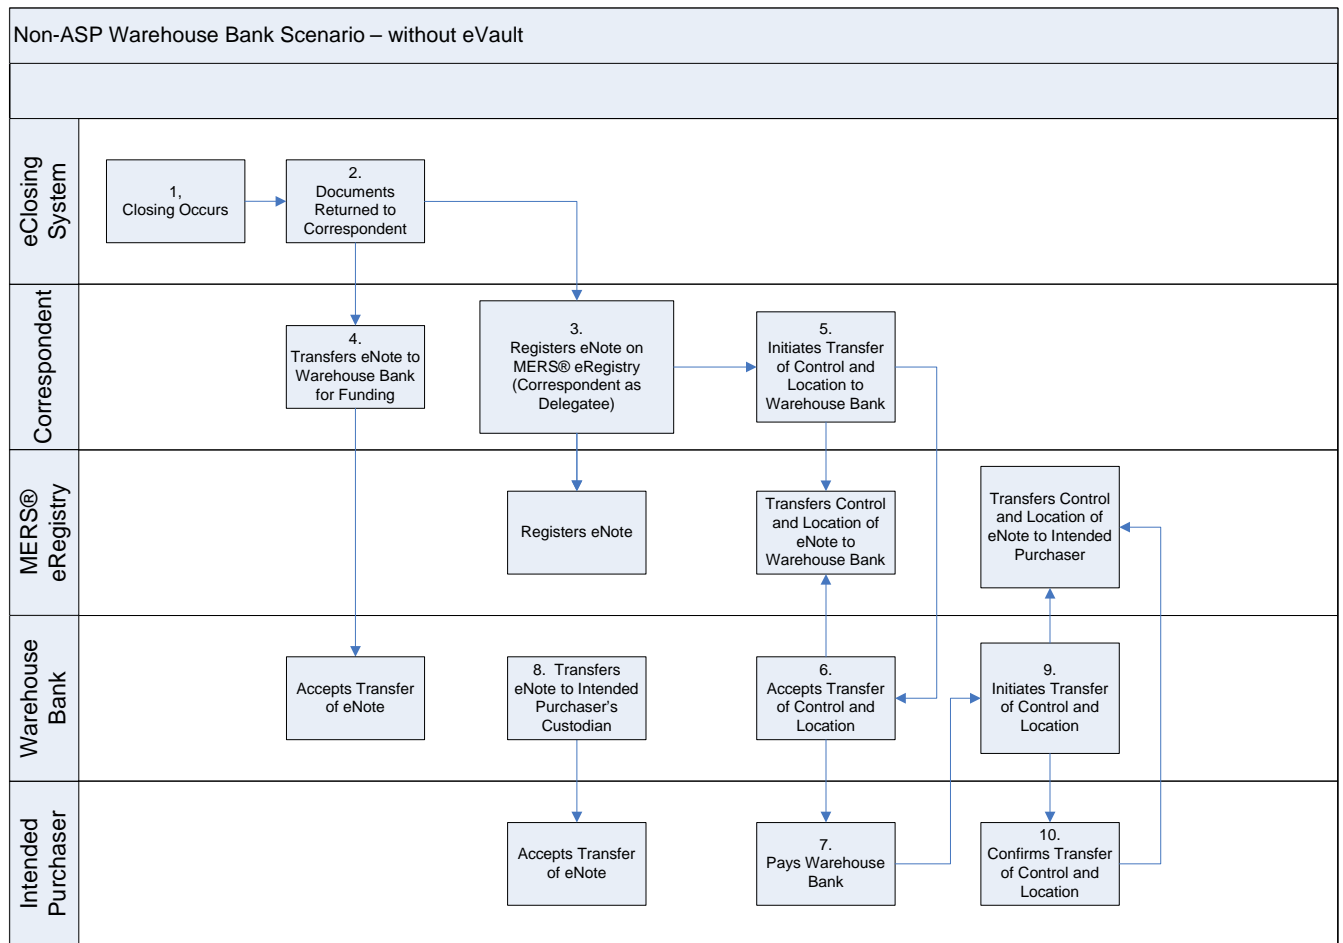 Non-ASP Warehouse Bank Scenario – without eVault
eClosing
System
1,
Closing Occurs
2.
Documents
Returned to
Correspondent
Correspondent
4.
Transfers eNote to
Warehouse Bank
for Funding
3.
Registers eNote on
MERS® eRegistry
(Correspondent as
Delegatee)
5.
Initiates Transfer
of Control and
Location to
Warehouse Bank
MERS®
eRegistry
Registers eNote
Transfers Control
and Location of
eNote to
Warehouse Bank
Transfers Control
and Location of
eNote to Intended
Purchaser
Warehouse
Bank
Accepts Transfer
of eNote
8. Transfers
eNote to Intended
Purchaser's
Custodian
6.
Accepts Transfer
of Control and
Location
9.
Initiates Transfer
of Control and
Location
Intended
Purchaser
Accepts Transfer
of eNote
7.
Pays Warehouse
Bank
10.
Confirms Transfer
of Control and
Location